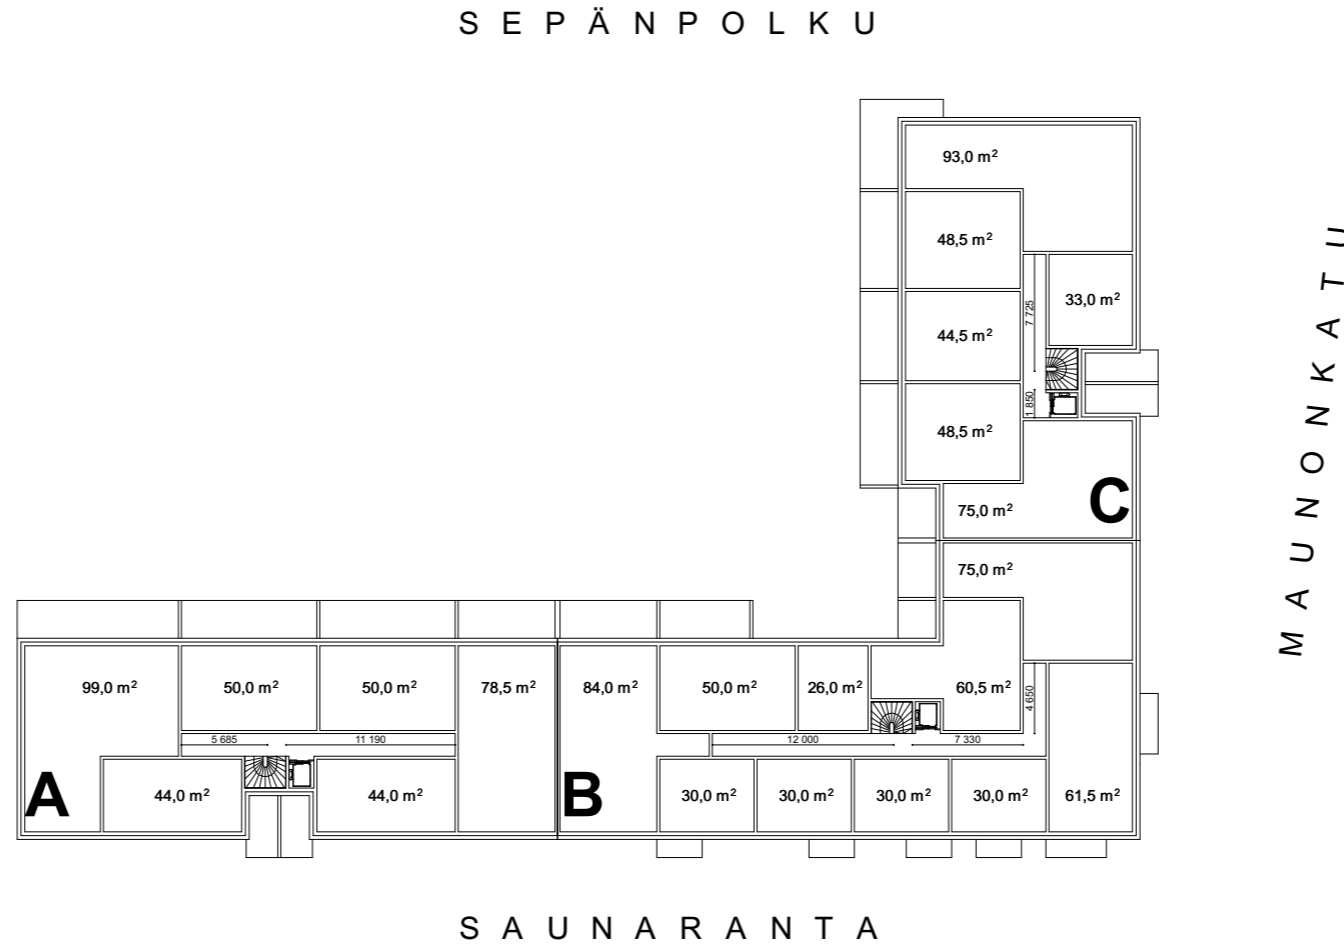 SEPÄNPOLKU
93,0 m²
48,5 m²
33,0 m²
7 725
44,5 m²
1 850
48,5 m²
C
75,0 m²
75,0 m²
MAUNONKATU
99,0 m²
50,0 m²
50,0 m²
78,5 m²
84,0 m²
50,0 m²
26,0 m²
60,5 m²
4 650
5 685
11 190
12 000
7 330
A
44,0 m²
44,0 m²
B
30,0 m²
30,0 m²
30,0 m²
30,0 m²
61,5 m²
SAUNARANTA